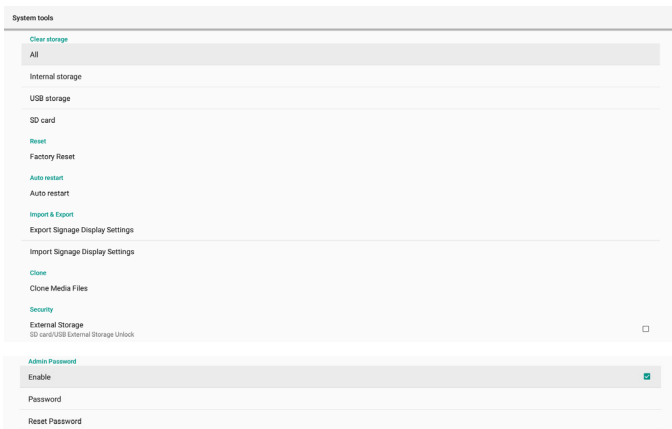 System tools
Clear storage
All
Internal storage
USB storage
SD card
Reset
Factory Reset
Auto restart
Auto restart
Import & Export
Export Signage Display Settings
Import Signage Display Settings
Clone
Clone Media Files
Security
External Storage
SD card/USB External Storage Unlock
Admin Password
Enable
Password
Reset Password